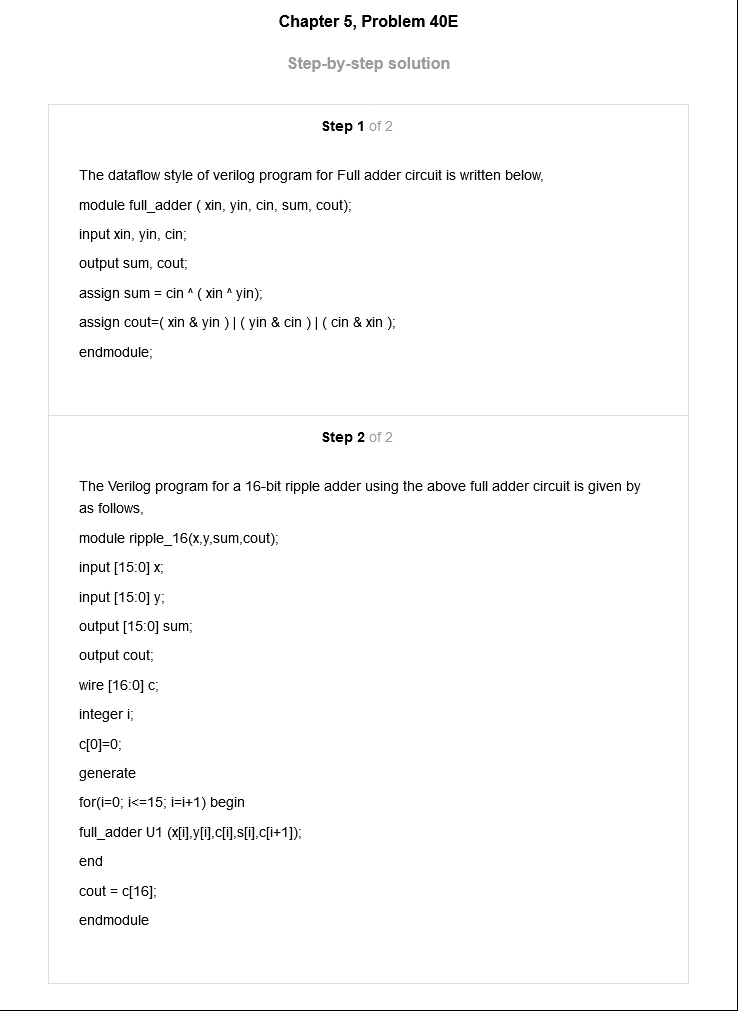 Chapter 5, Problem 40E
Step-by-step solution
Step 1 of 2
The dataflow style of verilog program for Full adder circuit is written below,
module full_adder ( xin, yin, cin, sum, cout);
input xin, yin, cin;
output sum, cout;
assign sum = cin ^ ( xin ^ yin);
assign cout=( xin & yin ) | ( yin & cin ) | ( cin & xin );
endmodule;
Step 2 of 2
The Verilog program for a 16-bit ripple adder using the above full adder circuit is given by
as follows,
module ripple_16(x,y,sum,cout);
input [15:0] x;
input [15:0] y;
output [15:0] sum;
output cout;
wire [16:0] c;
integer i;
c[0]=0;
generate
for(i=0; i<=15; i=i+1) begin
full_adder U1 (x[i],y[i],c[i],s[i],c[i+1]);
end
cout = c[16];
endmodule